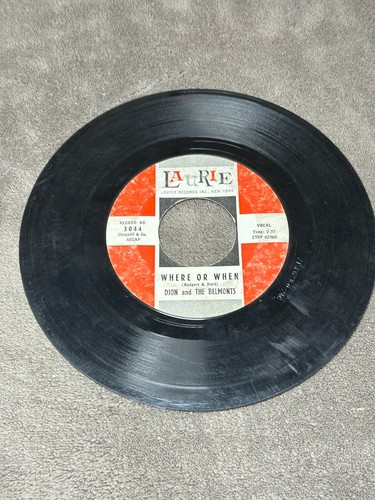 LAURIE
LAURIE RECORDS INC. NEW YORK
RECORD NO.
3044
ASCAP
VOCAL
Time: 2:37
WHERE OR WHEN
(Rodgers & Hart)
DION and THE BELMONTS